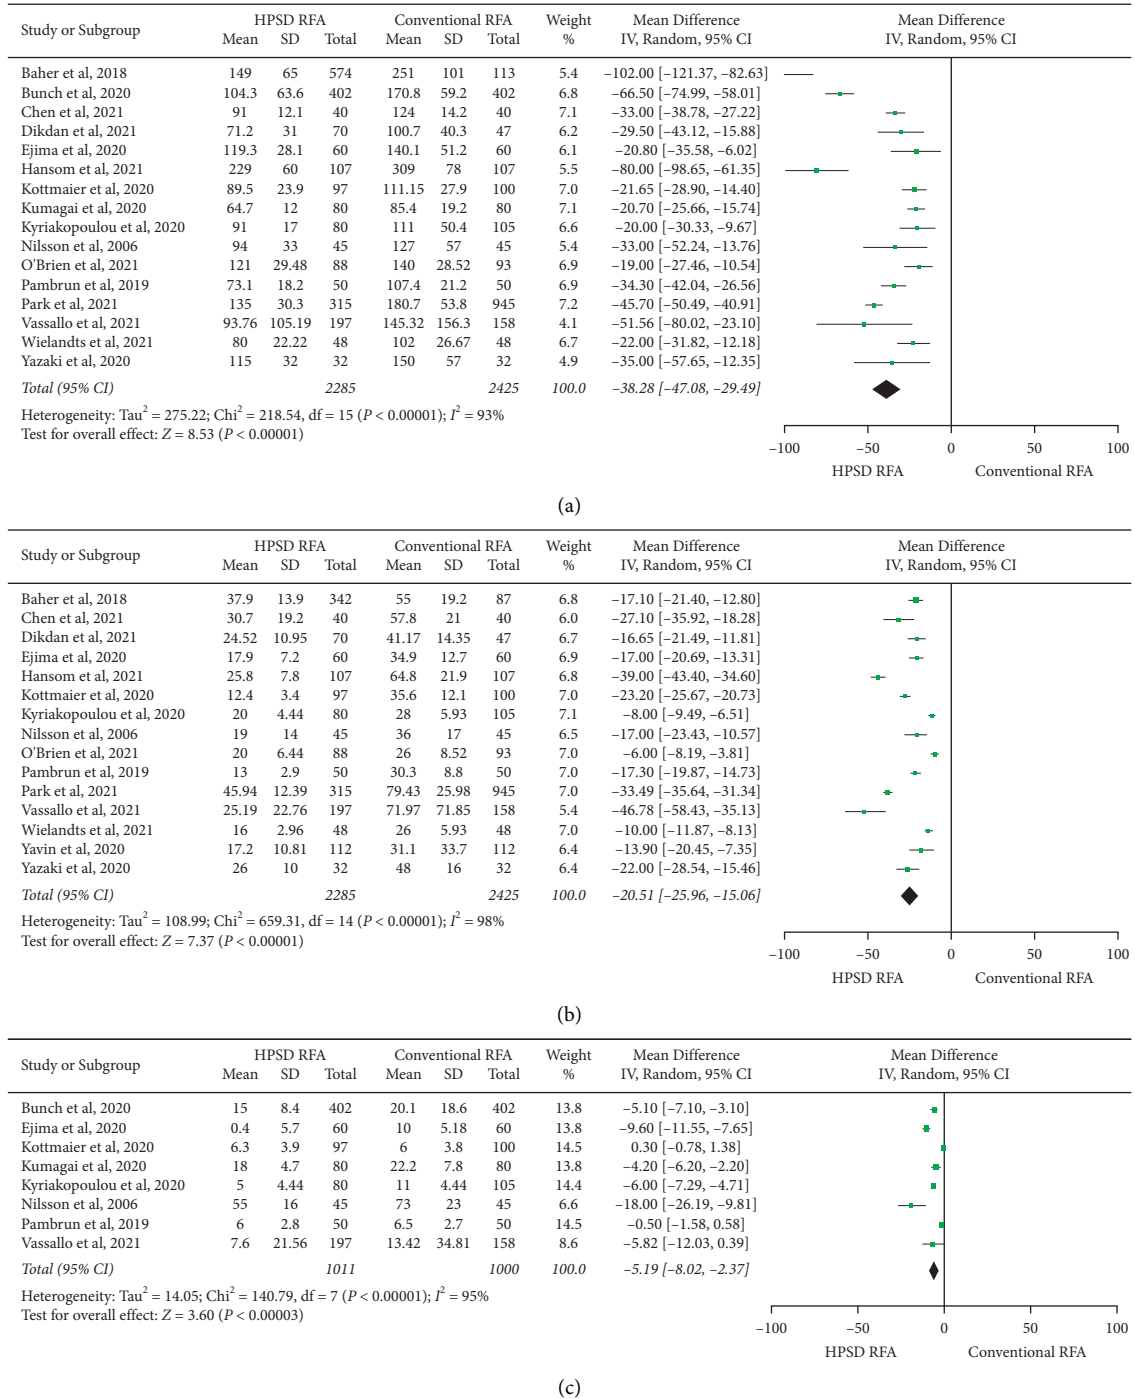 Study or Subgroup HPSD RFA Conventional RFA Weight Mean Difference Mean Difference
Mean SD Total Mean SD Total % IV, Random, 95% CI IV, Random, 95% CI
Baher et al, 2018 149 65 574 251 101 113 5.4 −102.00 [−121.37, −82.63]
Bunch et al, 2020 104.3 63.6 402 170.8 59.2 402 6.8 −66.50 [−74.99, −58.01]
Chen et al, 2021 91 12.1 40 124 14.2 40 7.1 −33.00 [−38.78, −27.22]
Dikdan et al, 2021 71.2 31 70 100.7 40.3 47 6.2 −29.50 [−43.12, −15.88]
Ejima et al, 2020 119.3 28.1 60 140.1 51.2 60 6.1 −20.80 [−35.58, −6.02]
Hansom et al, 2021 229 60 107 309 78 107 5.5 −80.00 [−98.65, −61.35]
Kottmaier et al, 2020 89.5 23.9 97 111.15 27.9 100 7.0 −21.65 [−28.90, −14.40]
Kumagai et al, 2020 64.7 12 80 85.4 19.2 80 7.1 −20.70 [−25.66, −15.74]
Kyriakopoulou et al, 2020 91 17 80 111 50.4 105 6.6 −20.00 [−30.33, −9.67]
Nilsson et al, 2006 94 33 45 127 57 45 5.4 −33.00 [−52.24, −13.76]
O'Brien et al, 2021 121 29.48 88 140 28.52 93 6.9 −19.00 [−27.46, −10.54]
Pambrun et al, 2019 73.1 18.2 50 107.4 21.2 50 7.0 −34.30 [−42.04, −26.56]
Park et al, 2021 135 30.3 315 180.7 53.8 945 7.2 −45.70 [−50.49, −40.91]
Vassallo et al, 2021 93.76 105.19 197 145.32 156.3 158 4.1 −51.56 [−80.02, −23.10]
Wielandts et al, 2021 80 22.22 48 102 26.67 48 6.7 −22.00 [−31.82, −12.18]
Yazaki et al, 2020 115 32 32 150 57 32 4.9 −35.00 [−57.65, −12.35]
Total (95% CI) 2285 2425 100.0 −38.28 [−47.08, −29.49]
Heterogeneity: Tau² = 275.22; Chi² = 218.54, df = 15 (P < 0.00001); I² = 93%
Test for overall effect: Z = 8.53 (P < 0.00001)
−100 −50 0 50 100
HPSD RFA Conventional RFA
(a)
Study or Subgroup HPSD RFA Conventional RFA Weight Mean Difference Mean Difference
Mean SD Total Mean SD Total % IV, Random, 95% CI IV, Random, 95% CI
Baher et al, 2018 37.9 13.9 342 55 19.2 87 6.8 −17.10 [−21.40, −12.80]
Chen et al, 2021 30.7 19.2 40 57.8 21 40 6.0 −27.10 [−35.92, −18.28]
Dikdan et al, 2021 24.52 10.95 70 41.17 14.35 47 6.7 −16.65 [−21.49, −11.81]
Ejima et al, 2020 17.9 7.2 60 34.9 12.7 60 6.9 −17.00 [−20.69, −13.31]
Hansom et al, 2021 25.8 7.8 107 64.8 21.9 107 6.8 −39.00 [−43.40, −34.60]
Kottmaier et al, 2020 12.4 3.4 97 35.6 12.1 100 7.0 −23.20 [−25.67, −20.73]
Kyriakopoulou et al, 2020 20 4.44 80 28 5.93 105 7.1 −8.00 [−9.49, −6.51]
Nilsson et al, 2006 19 14 45 36 17 45 6.5 −17.00 [−23.43, −10.57]
O'Brien et al, 2021 20 6.44 88 26 8.52 93 7.0 −6.00 [−8.19, −3.81]
Pambrun et al, 2019 13 2.9 50 30.3 8.8 50 7.0 −17.30 [−19.87, −14.73]
Park et al, 2021 45.94 12.39 315 79.43 25.98 945 7.0 −33.49 [−35.64, −31.34]
Vassallo et al, 2021 25.19 22.76 197 71.97 71.85 158 5.4 −46.78 [−58.43, −35.13]
Wielandts et al, 2021 16 2.96 48 26 5.93 48 7.0 −10.00 [−11.87, −8.13]
Yavin et al, 2020 17.2 10.81 112 31.1 33.7 112 6.4 −13.90 [−20.45, −7.35]
Yazaki et al, 2020 26 10 32 48 16 32 6.4 −22.00 [−28.54, −15.46]
Total (95% CI) 2285 2425 100.0 −20.51 [−25.96, −15.06]
Heterogeneity: Tau² = 108.99; Chi² = 659.31, df = 14 (P < 0.00001); I² = 98%
Test for overall effect: Z = 7.37 (P < 0.00001)
−100 −50 0 50 100
HPSD RFA Conventional RFA
(b)
Study or Subgroup HPSD RFA Conventional RFA Weight Mean Difference Mean Difference
Mean SD Total Mean SD Total % IV, Random, 95% CI IV, Random, 95% CI
Bunch et al, 2020 15 8.4 402 20.1 18.6 402 13.8 −5.10 [−7.10, −3.10]
Ejima et al, 2020 0.4 5.7 60 10 5.18 60 13.8 −9.60 [−11.55, −7.65]
Kottmaier et al, 2020 6.3 3.9 97 6 3.8 100 14.5 0.30 [−0.78, 1.38]
Kumagai et al, 2020 18 4.7 80 22.2 7.8 80 13.8 −4.20 [−6.20, −2.20]
Kyriakopoulou et al, 2020 5 4.44 80 11 4.44 105 14.4 −6.00 [−7.29, −4.71]
Nilsson et al, 2006 55 16 45 73 23 45 6.6 −18.00 [−26.19, −9.81]
Pambrun et al, 2019 6 2.8 50 6.5 2.7 50 14.5 −0.50 [−1.58, 0.58]
Vassallo et al, 2021 7.6 21.56 197 13.42 34.81 158 8.6 −5.82 [−12.03, 0.39]
Total (95% CI) 1011 1000 100.0 −5.19 [−8.02, −2.37]
Heterogeneity: Tau² = 14.05; Chi² = 140.79, df = 7 (P < 0.00001); I² = 95%
Test for overall effect: Z = 3.60 (P < 0.00003)
−100 −50 0 50 100
HPSD RFA Conventional RFA
(c)